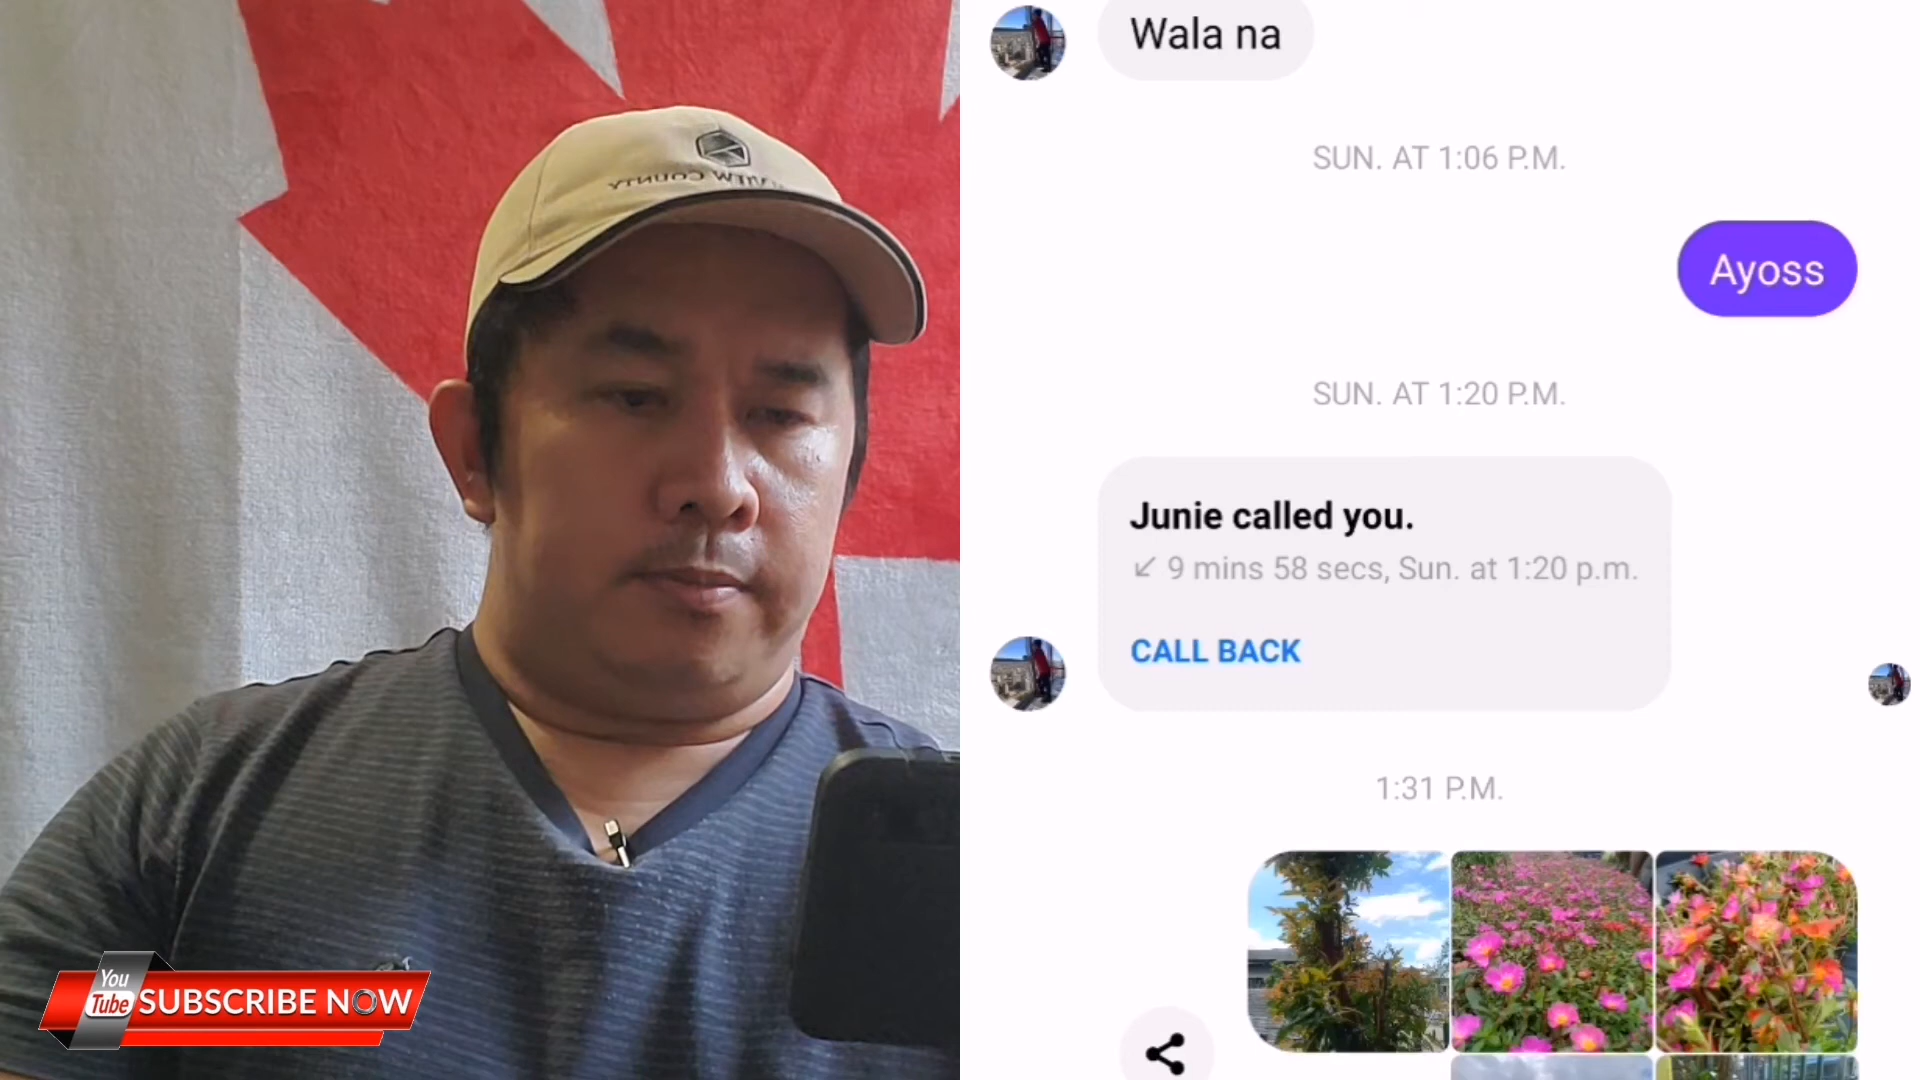 Wala na
SUN. AT 1:06 P.M.
Ayoss
SUN. AT 1:20 P.M.
Junie called you.
↙ 9 mins 58 secs, Sun. at 1:20 p.m.
CALL BACK
1:31 P.M.
COUNTY
You
Tube
SUBSCRIBE NOW